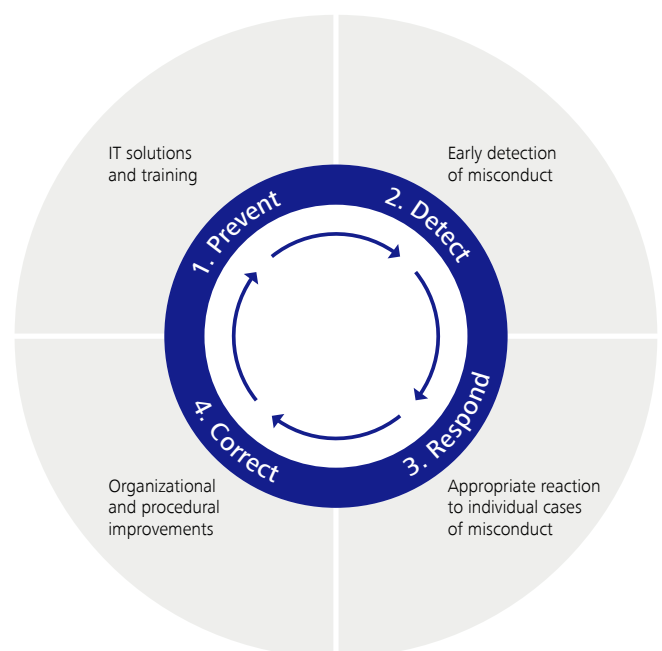 IT solutions
and training
1. Prevent
Early detection
of misconduct
2. Detect
Appropriate reaction
to individual cases
of misconduct
3. Respond
Organizational
and procedural
improvements
4. Correct